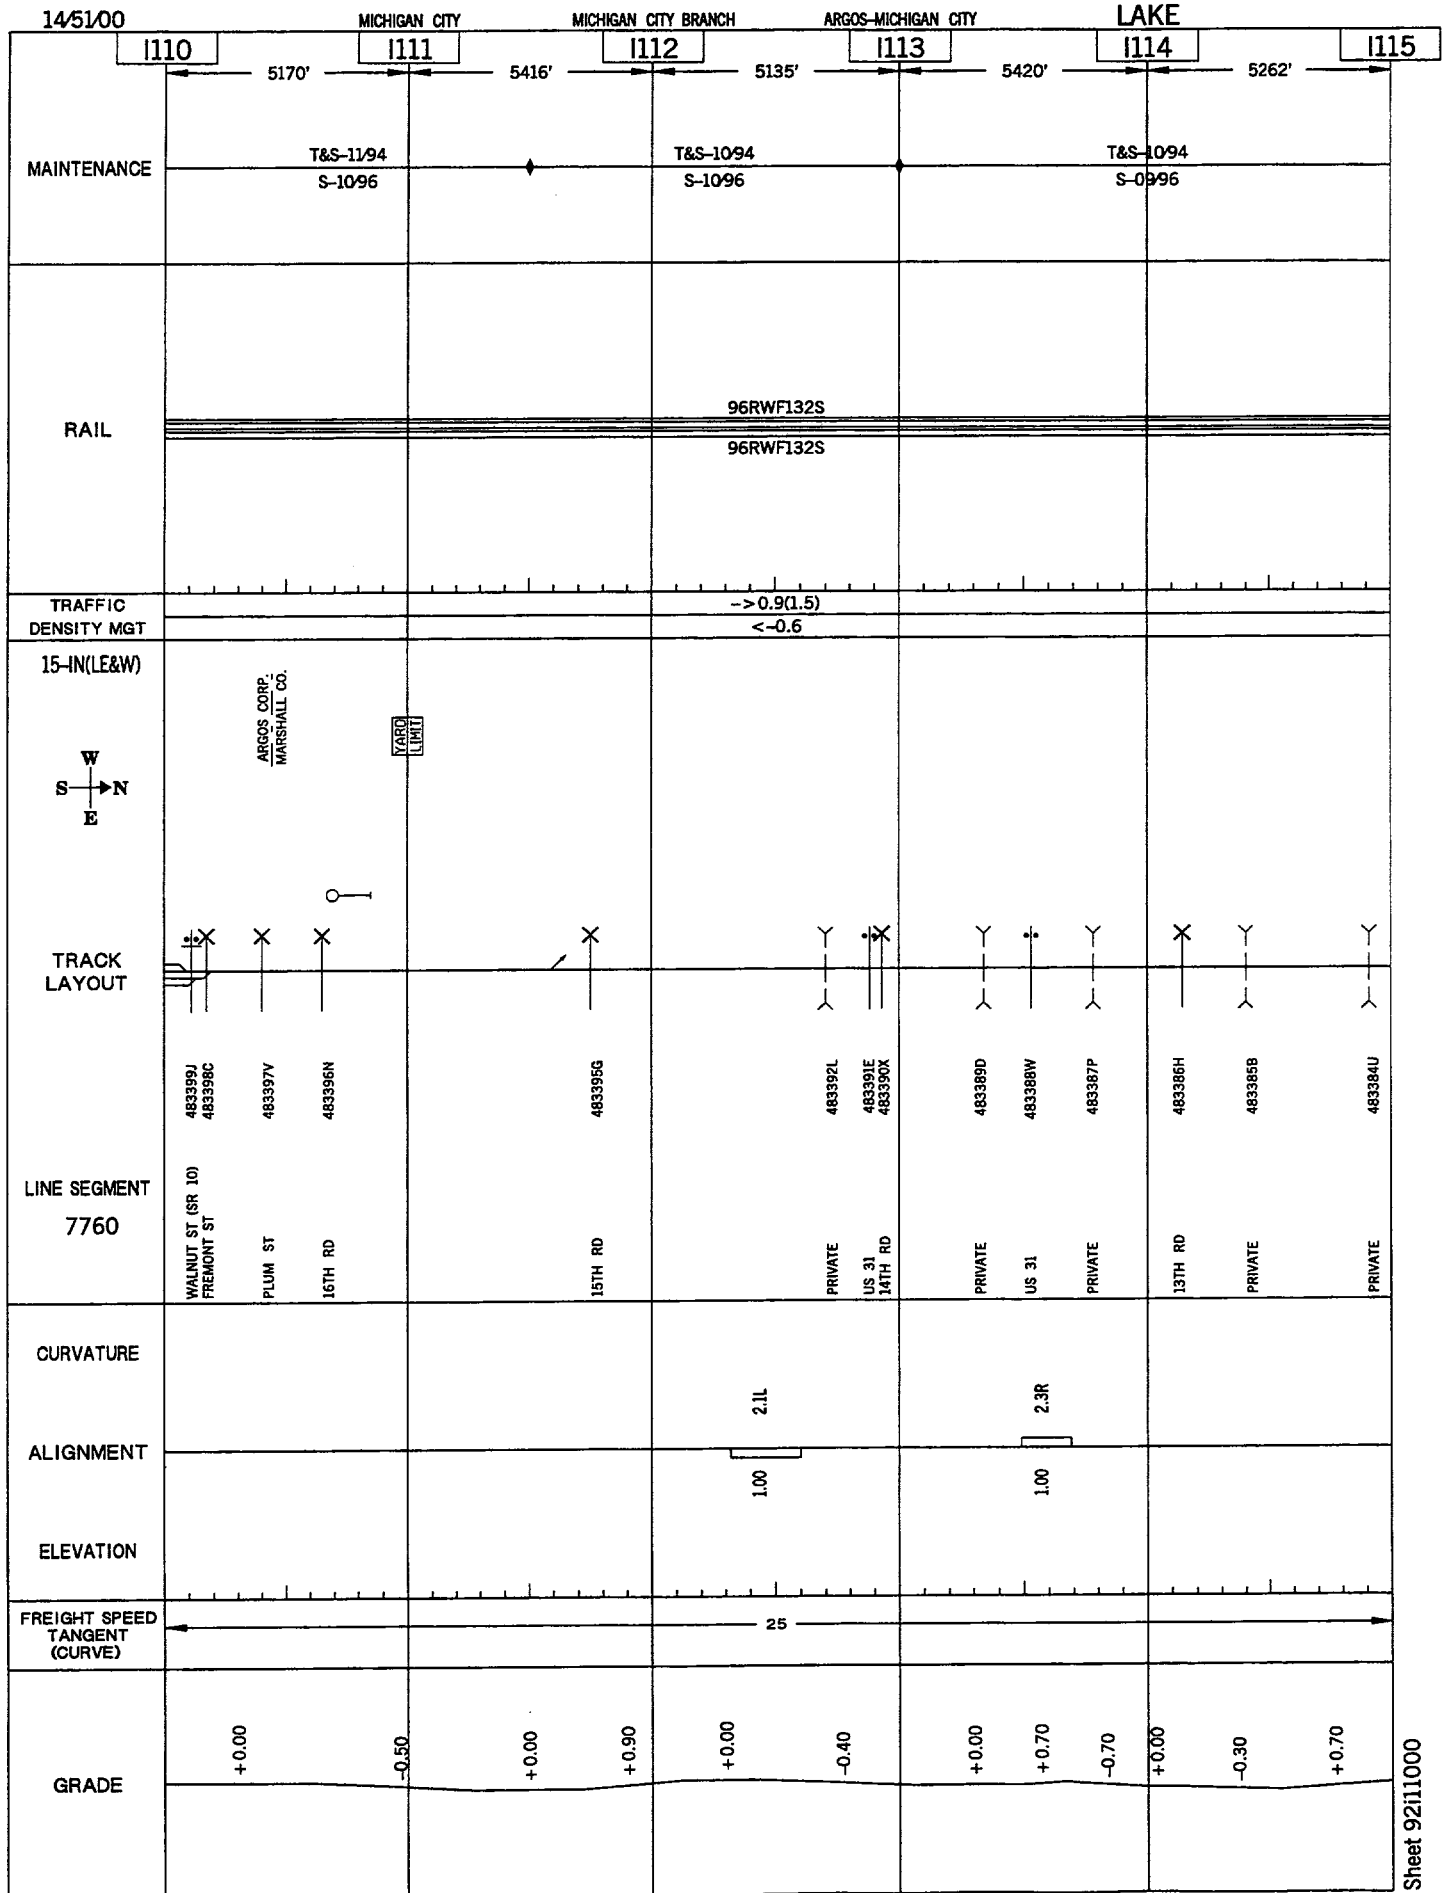 14/51/00 MICHIGAN CITY MICHIGAN CITY BRANCH ARGOS-MICHIGAN CITY LAKE
I110 I111 I112 I113 I114 I115
5170' 5416' 5135' 5420' 5262'
MAINTENANCE
T&S-11/94 T&S-10/94 T&S-10/94
S-10/96 S-10/96 S-09/96
RAIL
96RWF132S
96RWF132S
TRAFFIC
DENSITY MGT
->0.9(1.5)
<-0.6
15-IN(LE&W)
ARGOS CORP.
MARSHALL CO.
YARD
LIMIT
W
S N
E
TRACK
LAYOUT
483399J
483398C
483397V
483396N
483395G
483392L
483391E
483390X
483389D
483388W
483387P
483386H
483385B
483384U
LINE SEGMENT
7760
WALNUT ST (SR 10)
FREMONT ST
PLUM ST
16TH RD
15TH RD
PRIVATE
US 31
14TH RD
PRIVATE
US 31
PRIVATE
13TH RD
PRIVATE
PRIVATE
CURVATURE
2.1L 2.3R
ALIGNMENT
1.00 1.00
ELEVATION
FREIGHT SPEED
TANGENT
(CURVE)
25
GRADE
+0.00 -0.50 +0.00 +0.90 +0.00 -0.40 +0.00 +0.70 -0.70 +0.00 -0.30 +0.70
Sheet 92i11000